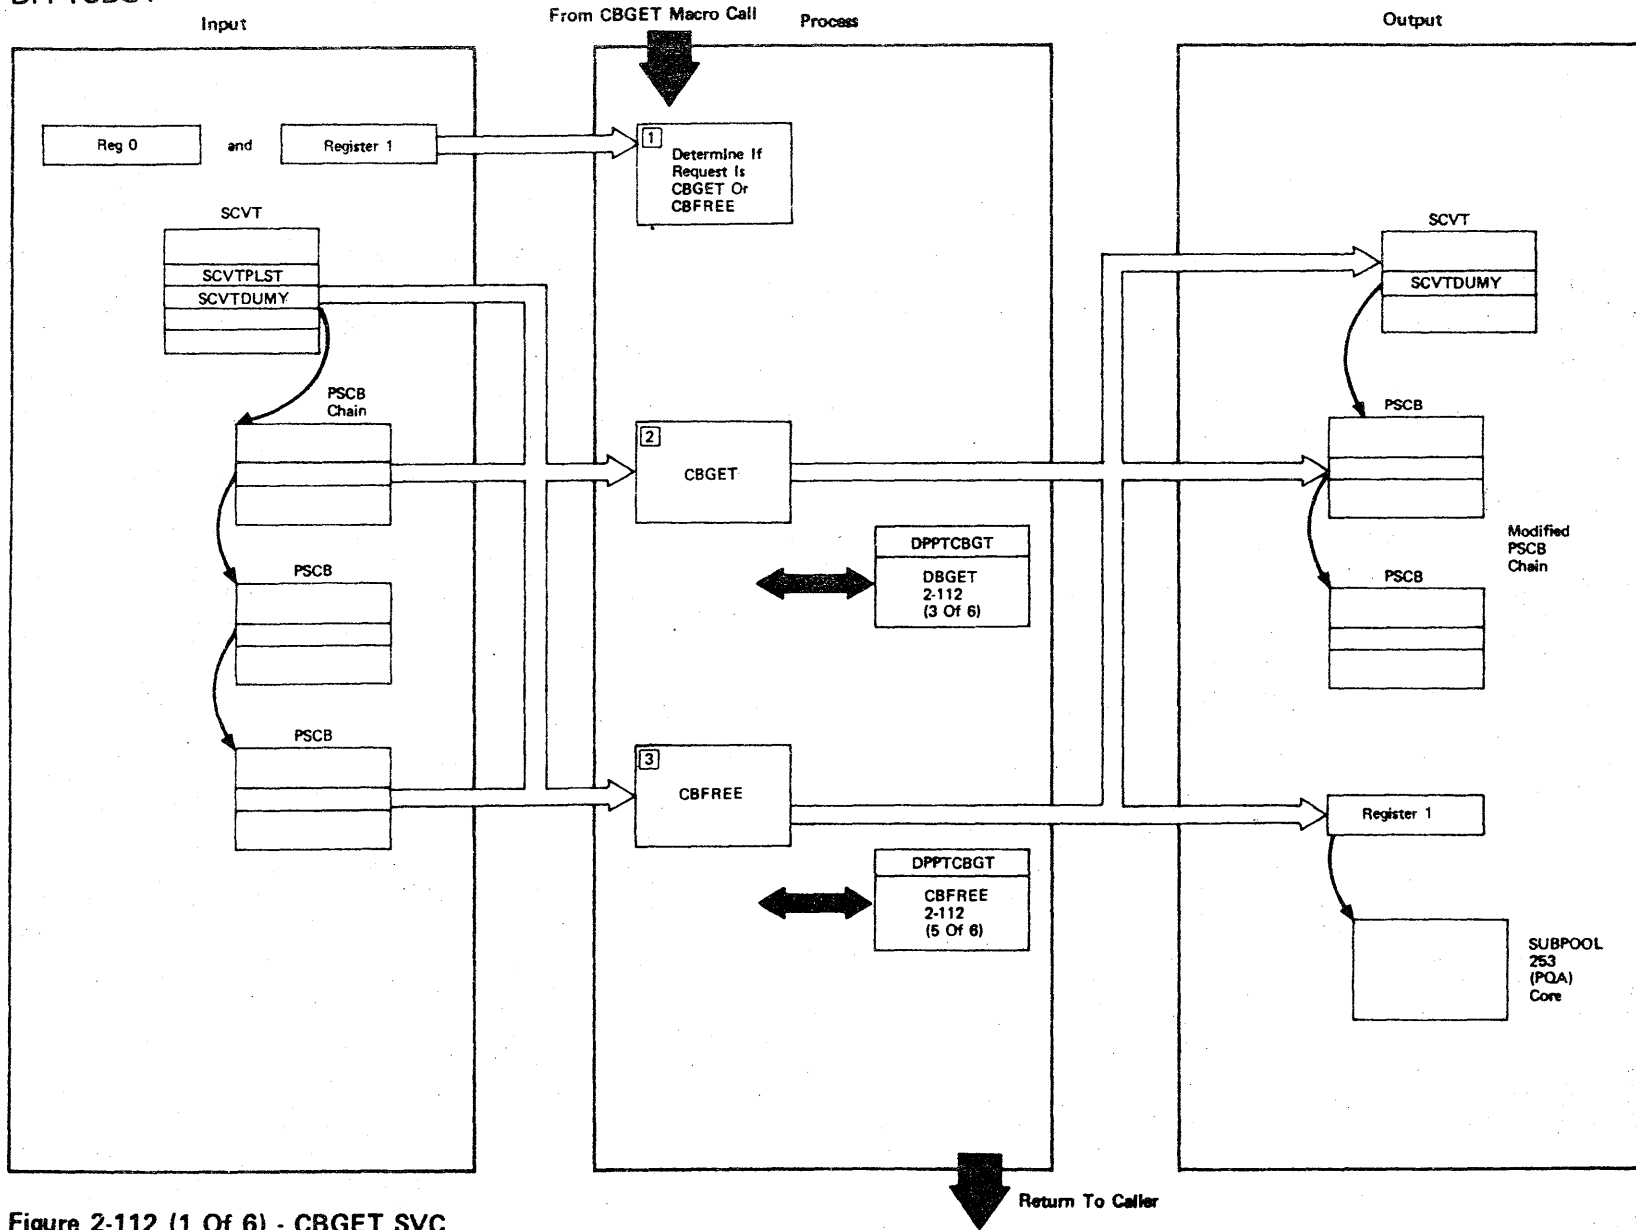 Input
From CBGET Macro Call
Process
Output
Reg 0
and
Register 1
1
Determine If
Request Is
CBGET Or
CBFREE
SCVT
SCVTPLST
SCVTDUMY
PSCB
Chain
PSCB
PSCB
2
CBGET
DPPTCBGT
DBGET
2-112
(3 Of 6)
3
CBFREE
DPPTCBGT
CBFREE
2-112
(5 Of 6)
SCVT
SCVTDUMY
PSCB
PSCB
Modified
PSCB
Chain
Register 1
SUBPOOL
253
(PQA)
Core
Return To Caller
Figure 2-112 (1 Of 6) - CBGET SVC